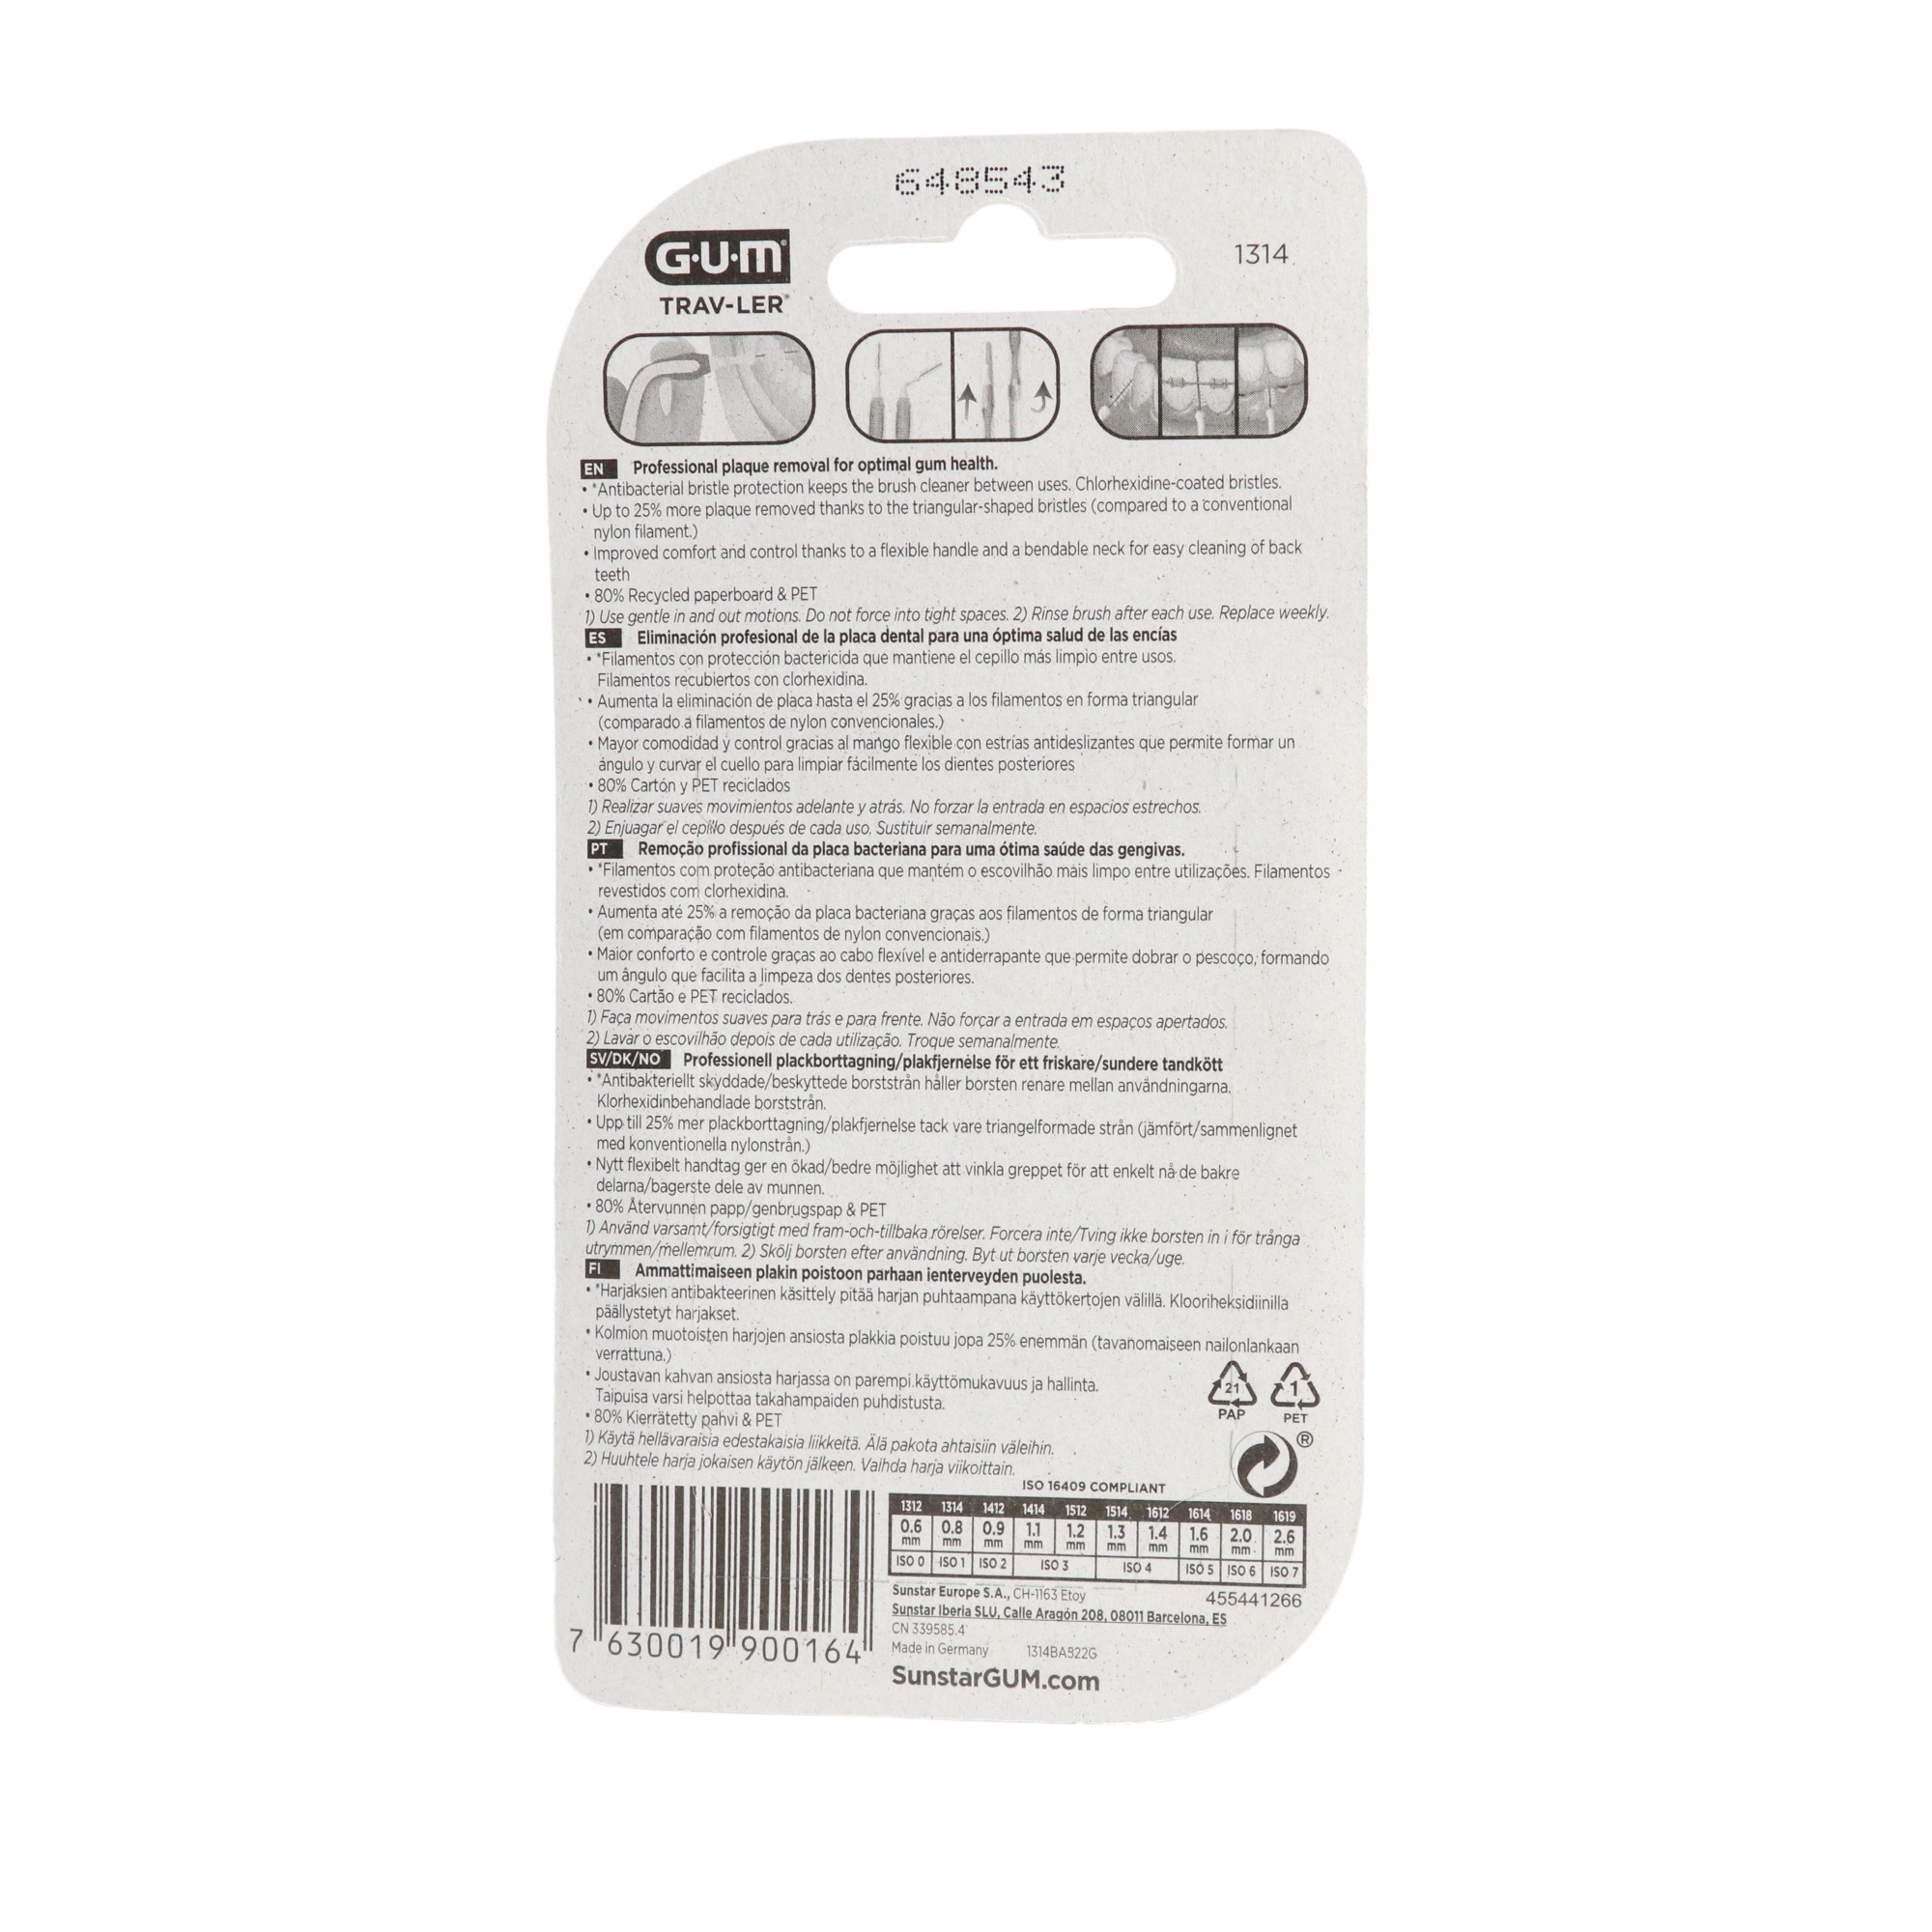 648543
G·U·M®
1314
TRAV-LER®
EN Professional plaque removal for optimal gum health.
• *Antibacterial bristle protection keeps the brush cleaner between uses. Chlorhexidine-coated bristles.
• Up to 25% more plaque removed thanks to the triangular-shaped bristles (compared to a conventional
nylon filament.)
• Improved comfort and control thanks to a flexible handle and a bendable neck for easy cleaning of back
teeth
• 80% Recycled paperboard & PET
1) Use gentle in and out motions. Do not force into tight spaces. 2) Rinse brush after each use. Replace weekly.
ES Eliminación profesional de la placa dental para una óptima salud de las encías
• *Filamentos con protección bactericida que mantiene el cepillo más limpio entre usos.
Filamentos recubiertos con clorhexidina.
• Aumenta la eliminación de placa hasta el 25% gracias a los filamentos en forma triangular
(comparado a filamentos de nylon convencionales.)
• Mayor comodidad y control gracias al mango flexible con estrías antideslizantes que permite formar un
ángulo y curvar el cuello para limpiar fácilmente los dientes posteriores
• 80% Cartón y PET reciclados
1) Realizar suaves movimientos adelante y atrás. No forzar la entrada en espacios estrechos.
2) Enjuagar el cepillo después de cada uso. Sustituir semanalmente.
PT Remoção profissional da placa bacteriana para uma ótima saúde das gengivas.
• *Filamentos com proteção antibacteriana que mantém o escovilhão mais limpo entre utilizações. Filamentos
revestidos com clorhexidina.
• Aumenta até 25% a remoção da placa bacteriana graças aos filamentos de forma triangular
(em comparação com filamentos de nylon convencionais.)
• Maior conforto e controle graças ao cabo flexível e antiderrapante que permite dobrar o pescoço, formando
um ângulo que facilita a limpeza dos dentes posteriores.
• 80% Cartão e PET reciclados.
1) Faça movimentos suaves para trás e para frente. Não forçar a entrada em espaços apertados.
2) Lavar o escovilhão depois de cada utilização. Troque semanalmente.
SV/DK/NO Professionell plackborttagning/plakfjernelse för ett friskare/sundere tandkött
• *Antibakteriellt skyddade/beskyttede borststrån håller borsten renare mellan användningarna.
Klorhexidinbehandlade borststrån.
• Upp till 25% mer plackborttagning/plakfjernelse tack vare triangelformade strån (jämfört/sammenlignet
med konventionella nylonstrån.)
• Nytt flexibelt handtag ger en ökad/bedre möjlighet att vinkla greppet för att enkelt nå de bakre
delarna/bagerste dele av munnen.
• 80% Återvunnen papp/genbrugspap & PET
1) Använd varsamt/forsigtigt med fram-och-tillbaka rörelser. Forcera inte/Tving ikke borsten in i för trånga
utrymmen/mellemrum. 2) Skölj borsten efter användning. Byt ut borsten varje vecka/uge.
FI Ammattimaiseen plakin poistoon parhaan ienterveyden puolesta.
• *Harjaksien antibakteerinen käsittely pitää harjan puhtaampana käyttökertojen välillä. Klooriheksidiinilla
päällystetyt harjakset.
• Kolmion muotoisten harjojen ansiosta plakkia poistuu jopa 25% enemmän (tavanomaiseen nailonlankaan
verrattuna.)
• Joustavan kahvan ansiosta harjassa on parempi käyttömukavuus ja hallinta.
Taipuisa varsi helpottaa takahampaiden puhdistusta.
• 80% Kierrätetty pahvi & PET
1) Käytä hellävaraisia edestakaisia liikkeitä. Älä pakota ahtaisiin väleihin.
2) Huuhtele harja jokaisen käytön jälkeen. Vaihda harja viikoittain.
21 1
PAP PET
®
ISO 16409 COMPLIANT
1312 1314 1412 1414 1512 1514 1612 1614 1618 1619
0.6 0.8 0.9 1.1 1.2 1.3 1.4 1.6 2.0 2.6
mm mm mm mm mm mm mm mm mm mm
ISO 0 ISO 1 ISO 2 ISO 3 ISO 4 ISO 5 ISO 6 ISO 7
Sunstar Europe S.A., CH-1163 Etoy 455441266
Sunstar Iberia SLU, Calle Aragón 208, 08011 Barcelona, ES
CN 339585.4
Made in Germany 1314BA922G
SunstarGUM.com
7 630019 900164